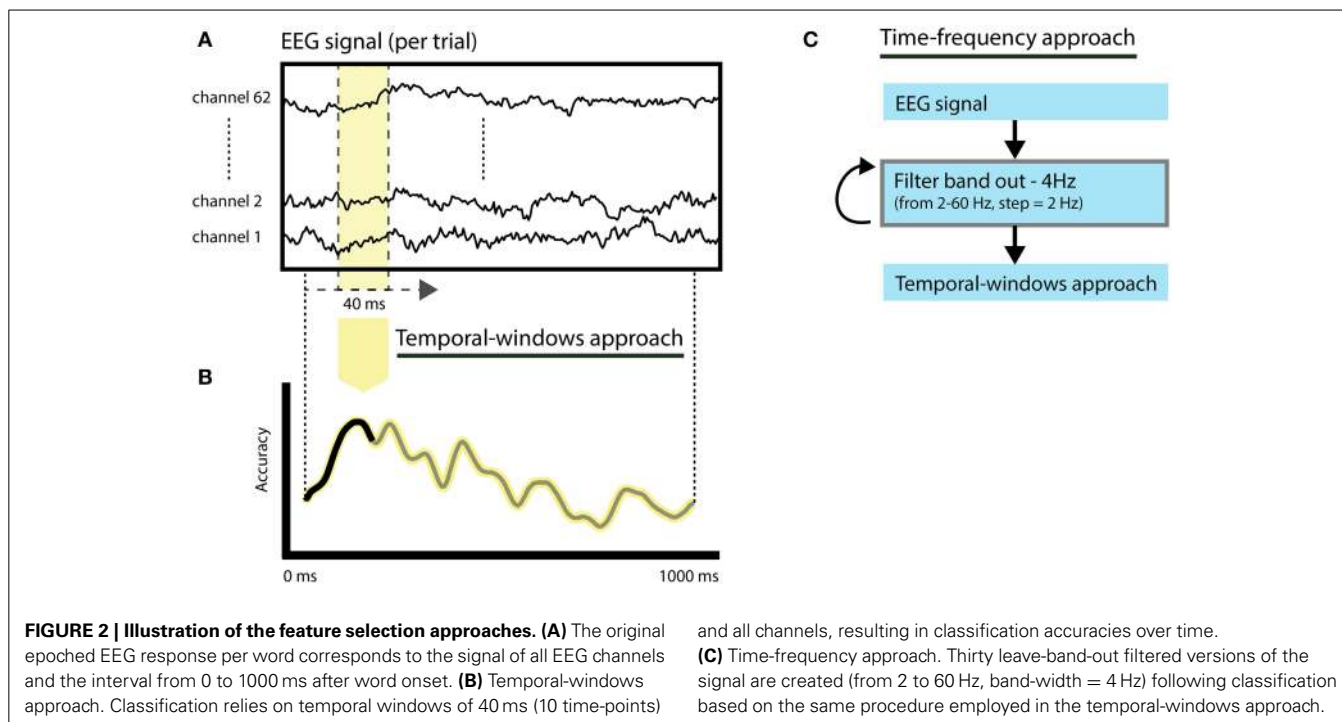 A
EEG signal (per trial)
channel 62
channel 2
channel 1
40 ms
Temporal-windows approach
B
Accuracy
0 ms
1000 ms
C
Time-frequency approach
EEG signal
Filter band out - 4Hz
(from 2-60 Hz, step = 2 Hz)
Temporal-windows approach
FIGURE 2 | Illustration of the feature selection approaches. (A) The original
epoched EEG response per word corresponds to the signal of all EEG channels
and the interval from 0 to 1000 ms after word onset. (B) Temporal-windows
approach. Classification relies on temporal windows of 40 ms (10 time-points)
and all channels, resulting in classification accuracies over time.
(C) Time-frequency approach. Thirty leave-band-out filtered versions of the
signal are created (from 2 to 60 Hz, band-width = 4 Hz) following classification
based on the same procedure employed in the temporal-windows approach.